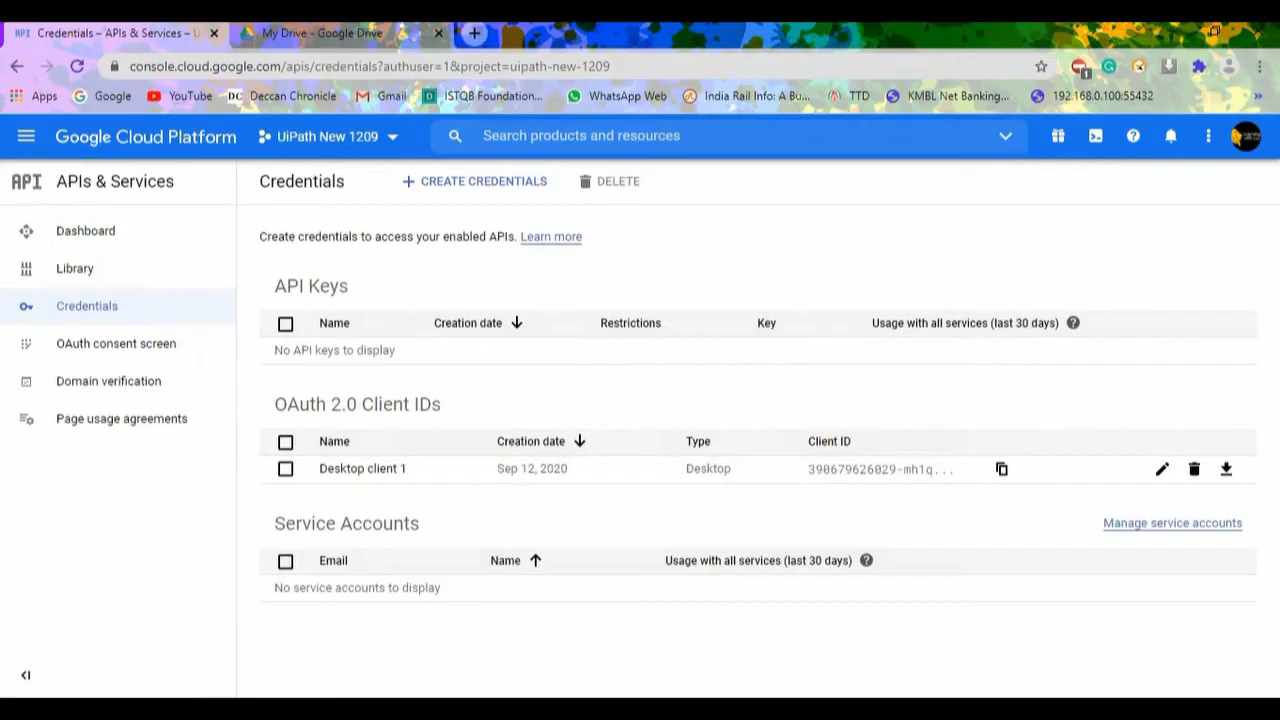 API Credentials – APIs & Services – U
My Drive - Google Drive
console.cloud.google.com/apis/credentials?authuser=1&project=uipath-new-1209
Apps Google YouTube DC Deccan Chronicle Gmail ISTQB Foundation... WhatsApp Web India Rail Info: A Bu... TTD KMBL Net Banking... 192.168.0.100:55432 »
Google Cloud Platform UiPath New 1209 Search products and resources
API APIs & Services Credentials CREATE CREDENTIALS DELETE
Dashboard
Library
Credentials
OAuth consent screen
Domain verification
Page usage agreements
Create credentials to access your enabled APIs. Learn more
API Keys
Name Creation date Restrictions Key Usage with all services (last 30 days)
No API keys to display
OAuth 2.0 Client IDs
Name Creation date Type Client ID
Desktop client 1 Sep 12, 2020 Desktop 390679626029-mh1q...
Service Accounts Manage service accounts
Email Name Usage with all services (last 30 days)
No service accounts to display